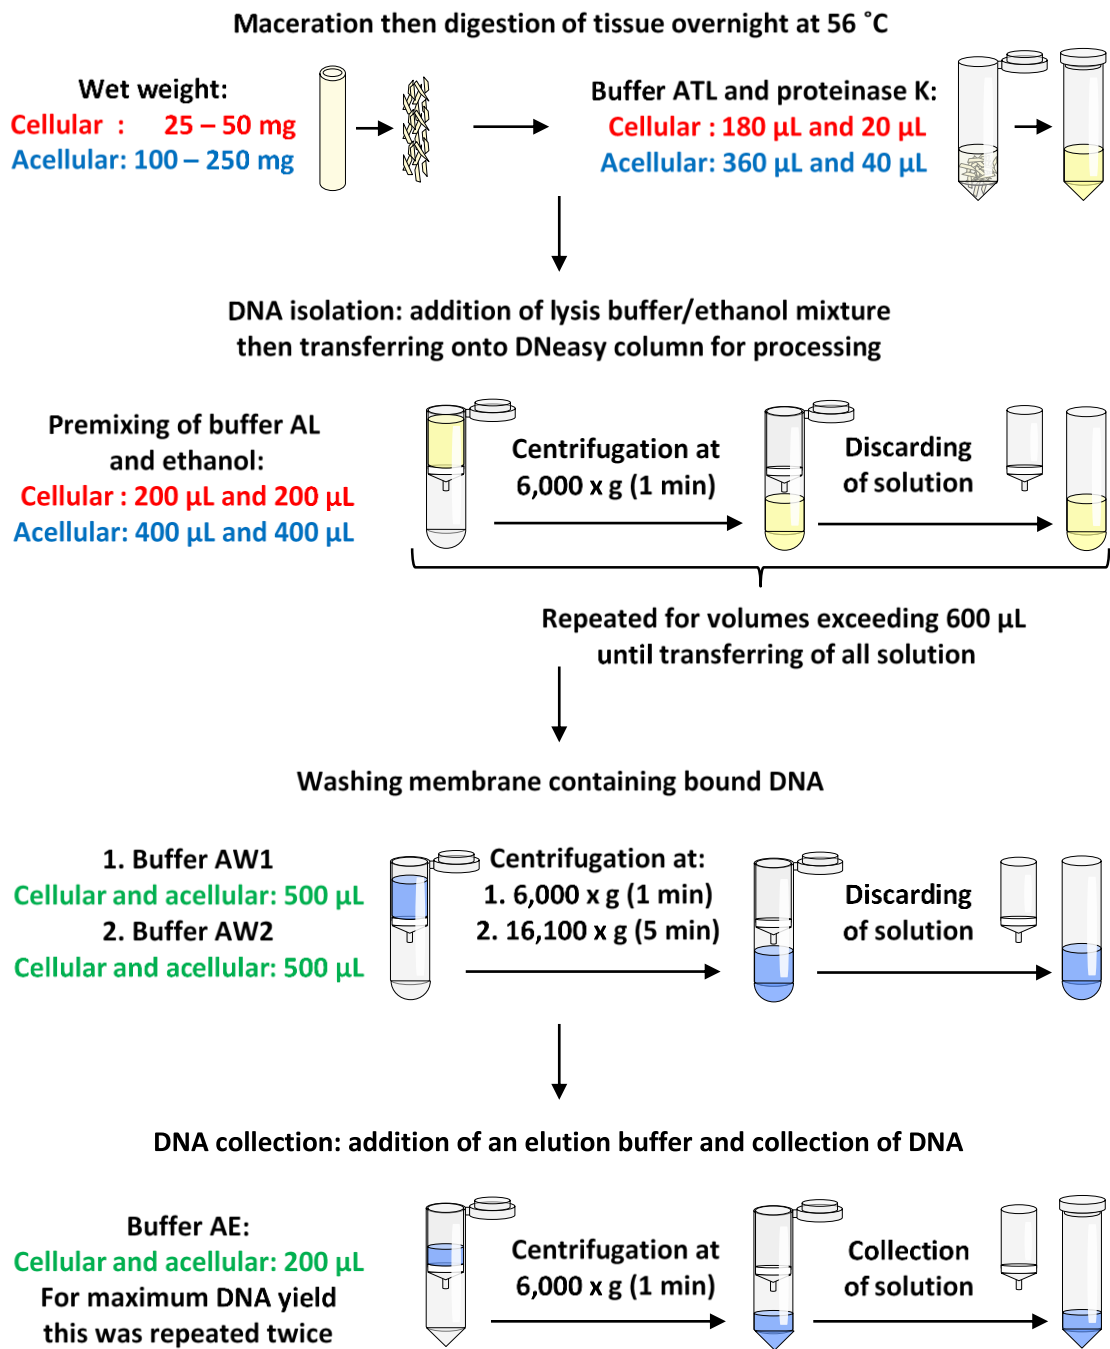 Maceration then digestion of tissue overnight at 56 ˚C
Wet weight:
Cellular : 25 – 50 mg
Acellular: 100 – 250 mg
Buffer ATL and proteinase K:
Cellular : 180 µL and 20 µL
Acellular: 360 µL and 40 µL
DNA isolation: addition of lysis buffer/ethanol mixture
then transferring onto DNeasy column for processing
Premixing of buffer AL
and ethanol:
Cellular : 200 µL and 200 µL
Acellular: 400 µL and 400 µL
Centrifugation at
6,000 x g (1 min)
Discarding
of solution
Repeated for volumes exceeding 600 µL
until transferring of all solution
Washing membrane containing bound DNA
1. Buffer AW1
Cellular and acellular: 500 µL
2. Buffer AW2
Cellular and acellular: 500 µL
Centrifugation at:
1. 6,000 x g (1 min)
2. 16,100 x g (5 min)
Discarding
of solution
DNA collection: addition of an elution buffer and collection of DNA
Buffer AE:
Cellular and acellular: 200 µL
For maximum DNA yield
this was repeated twice
Centrifugation at
6,000 x g (1 min)
Collection
of solution